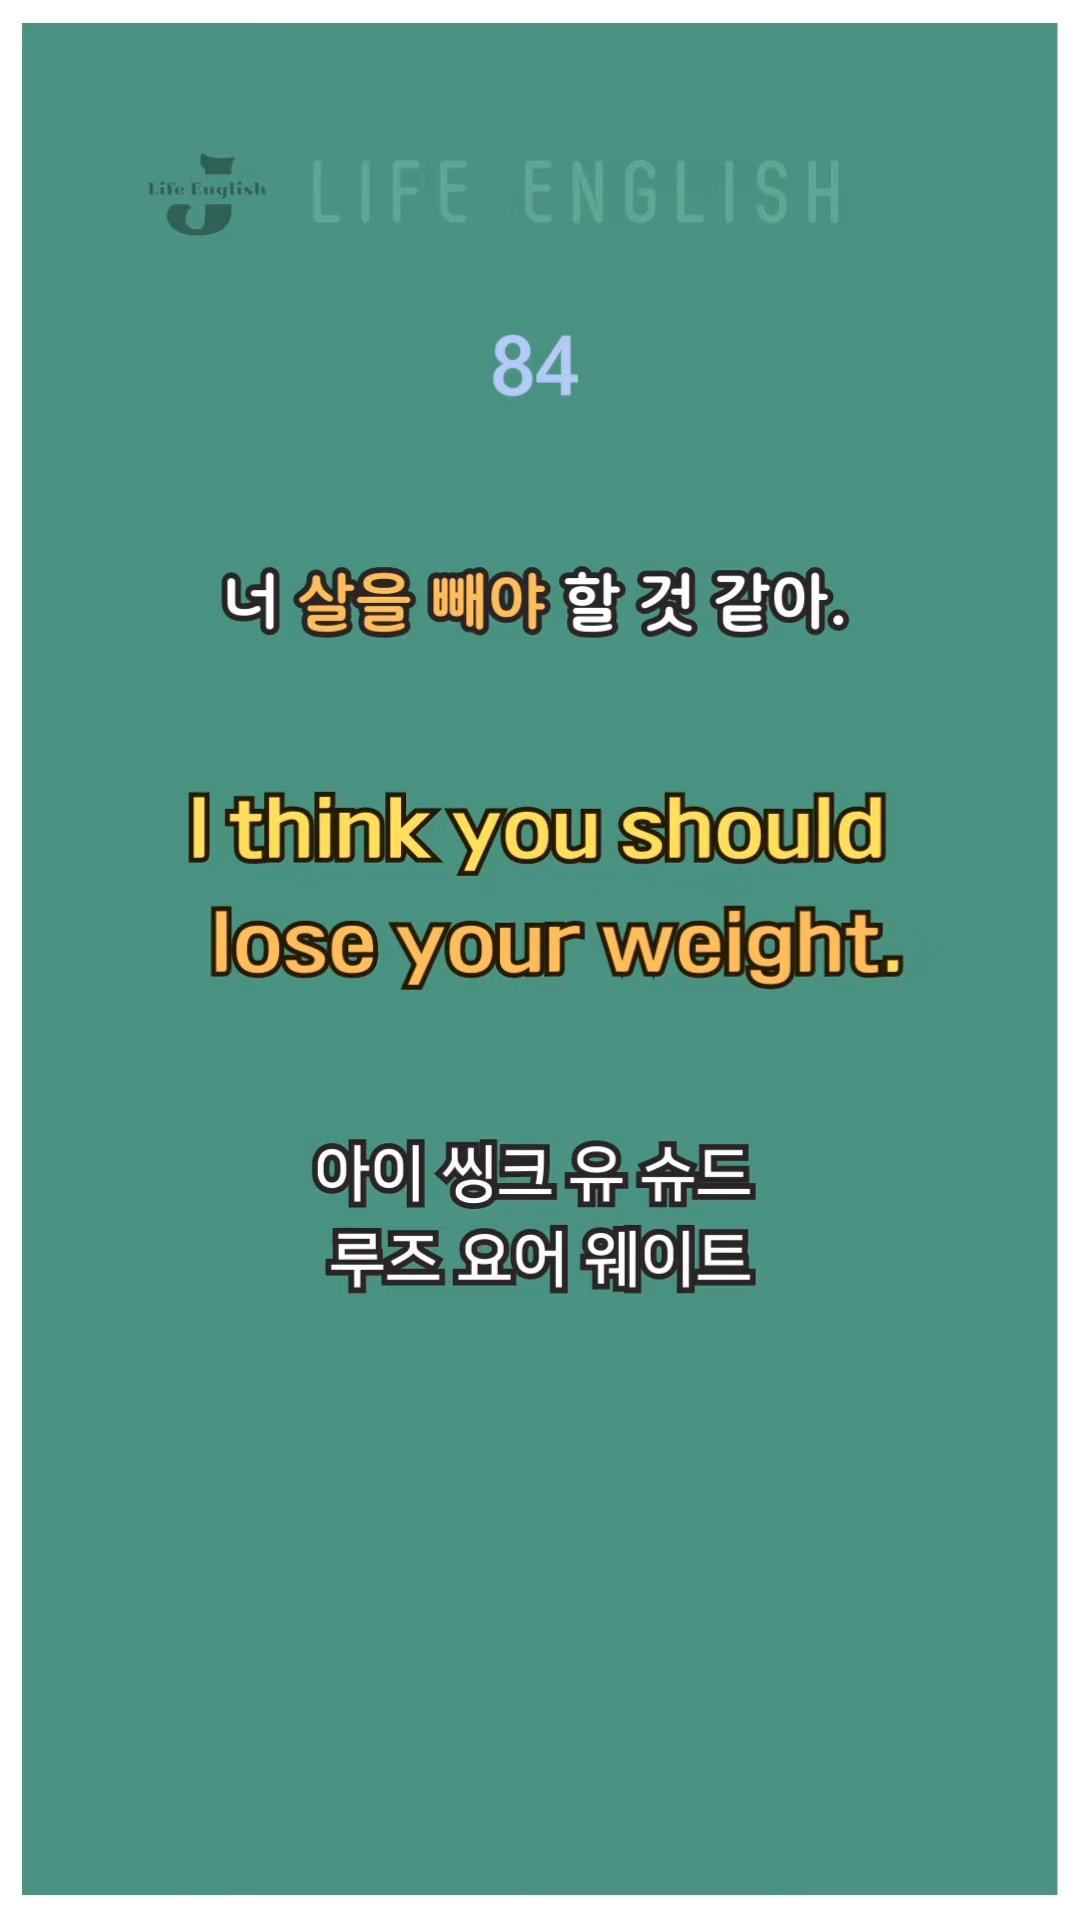 Life English
LIFE ENGLISH
84
너 살을 빼야 할 것 같아.
I think you should
lose your weight.
아이 씽크 유 슈드
루즈 요어 웨이트